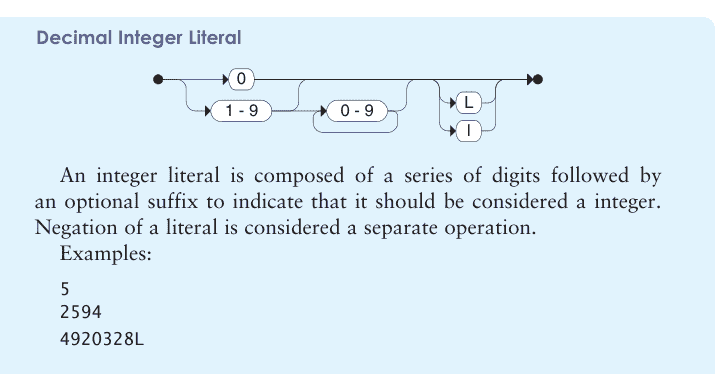 Decimal Integer Literal
0
1 - 9 0 - 9 L
l
An integer literal is composed of a series of digits followed by
an optional suffix to indicate that it should be considered a integer.
Negation of a literal is considered a separate operation.
Examples:
5
2594
4920328L